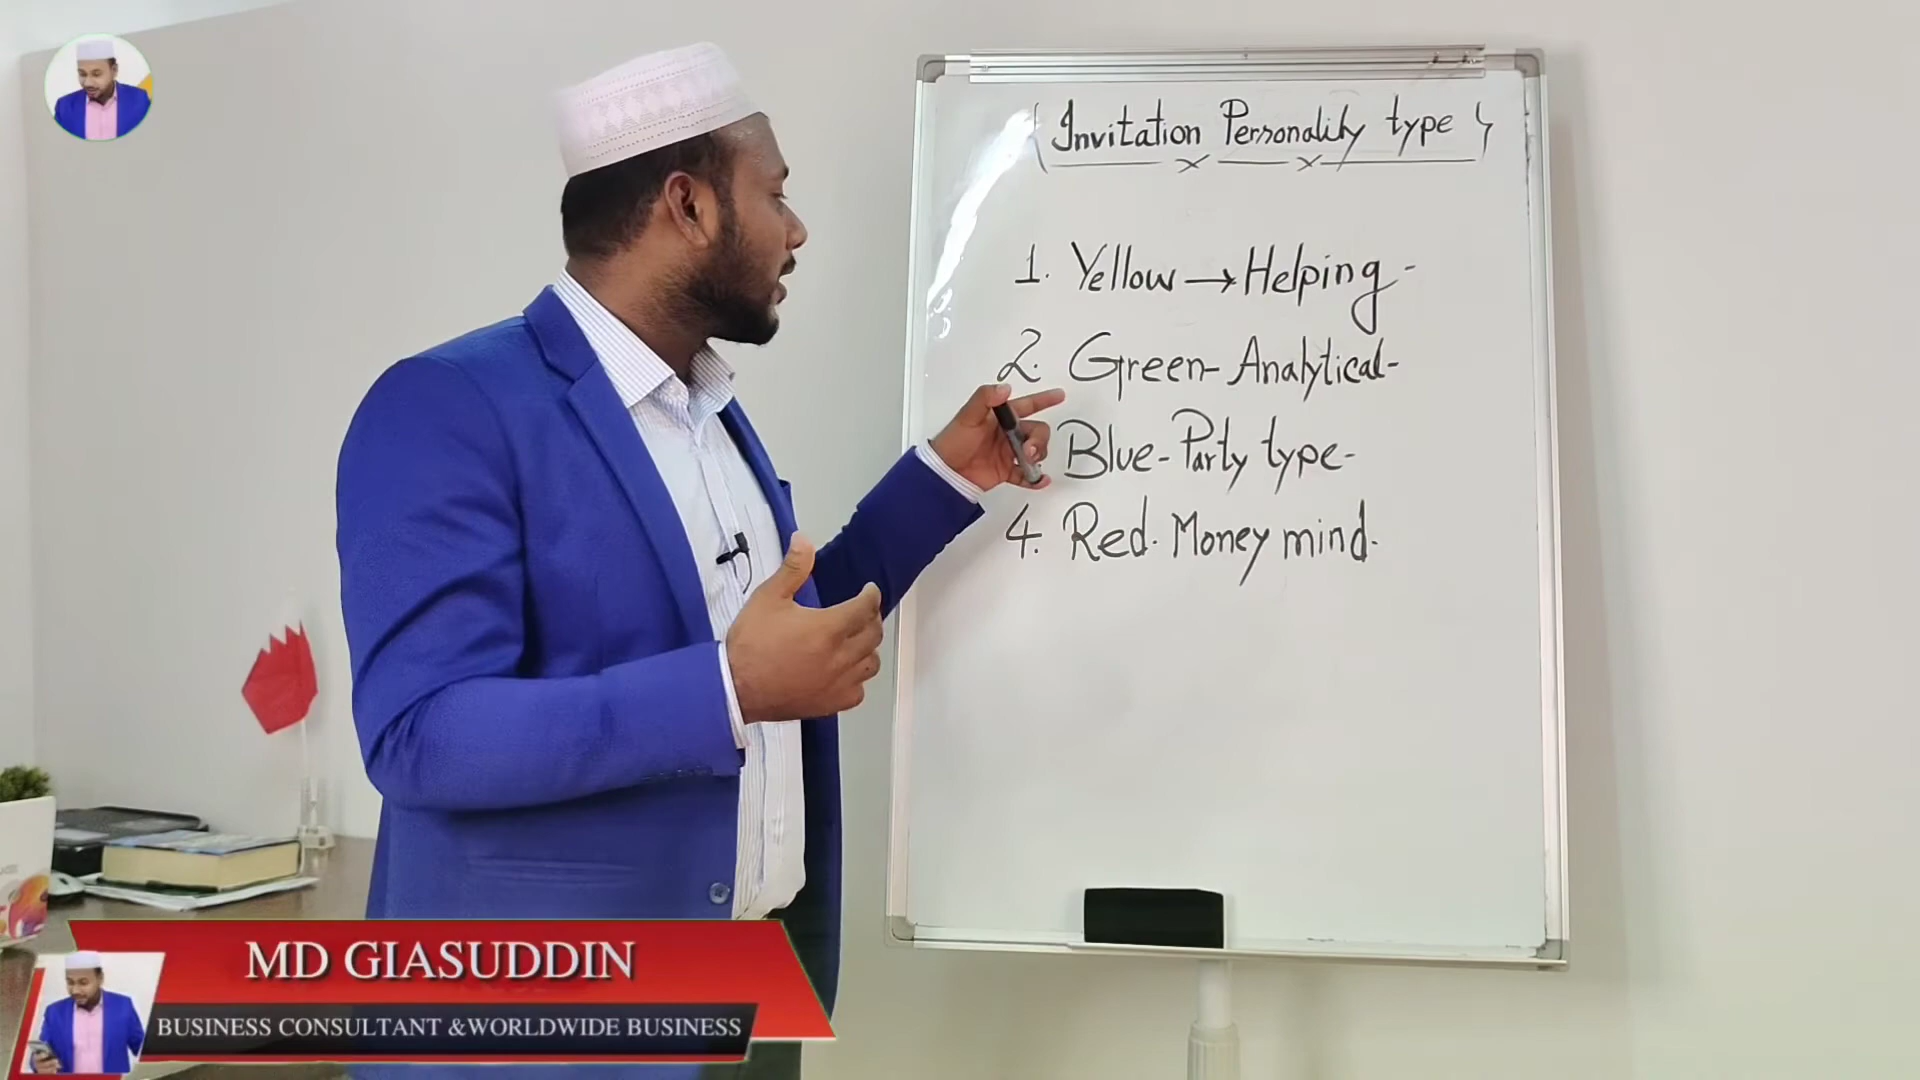 { Invitation Personality type }
1. Yellow → Helping -
2. Green - Analytical -
Blue - Party type -
4. Red. Money mind.
MD GIASUDDIN
BUSINESS CONSULTANT &WORLDWIDE BUSINESS